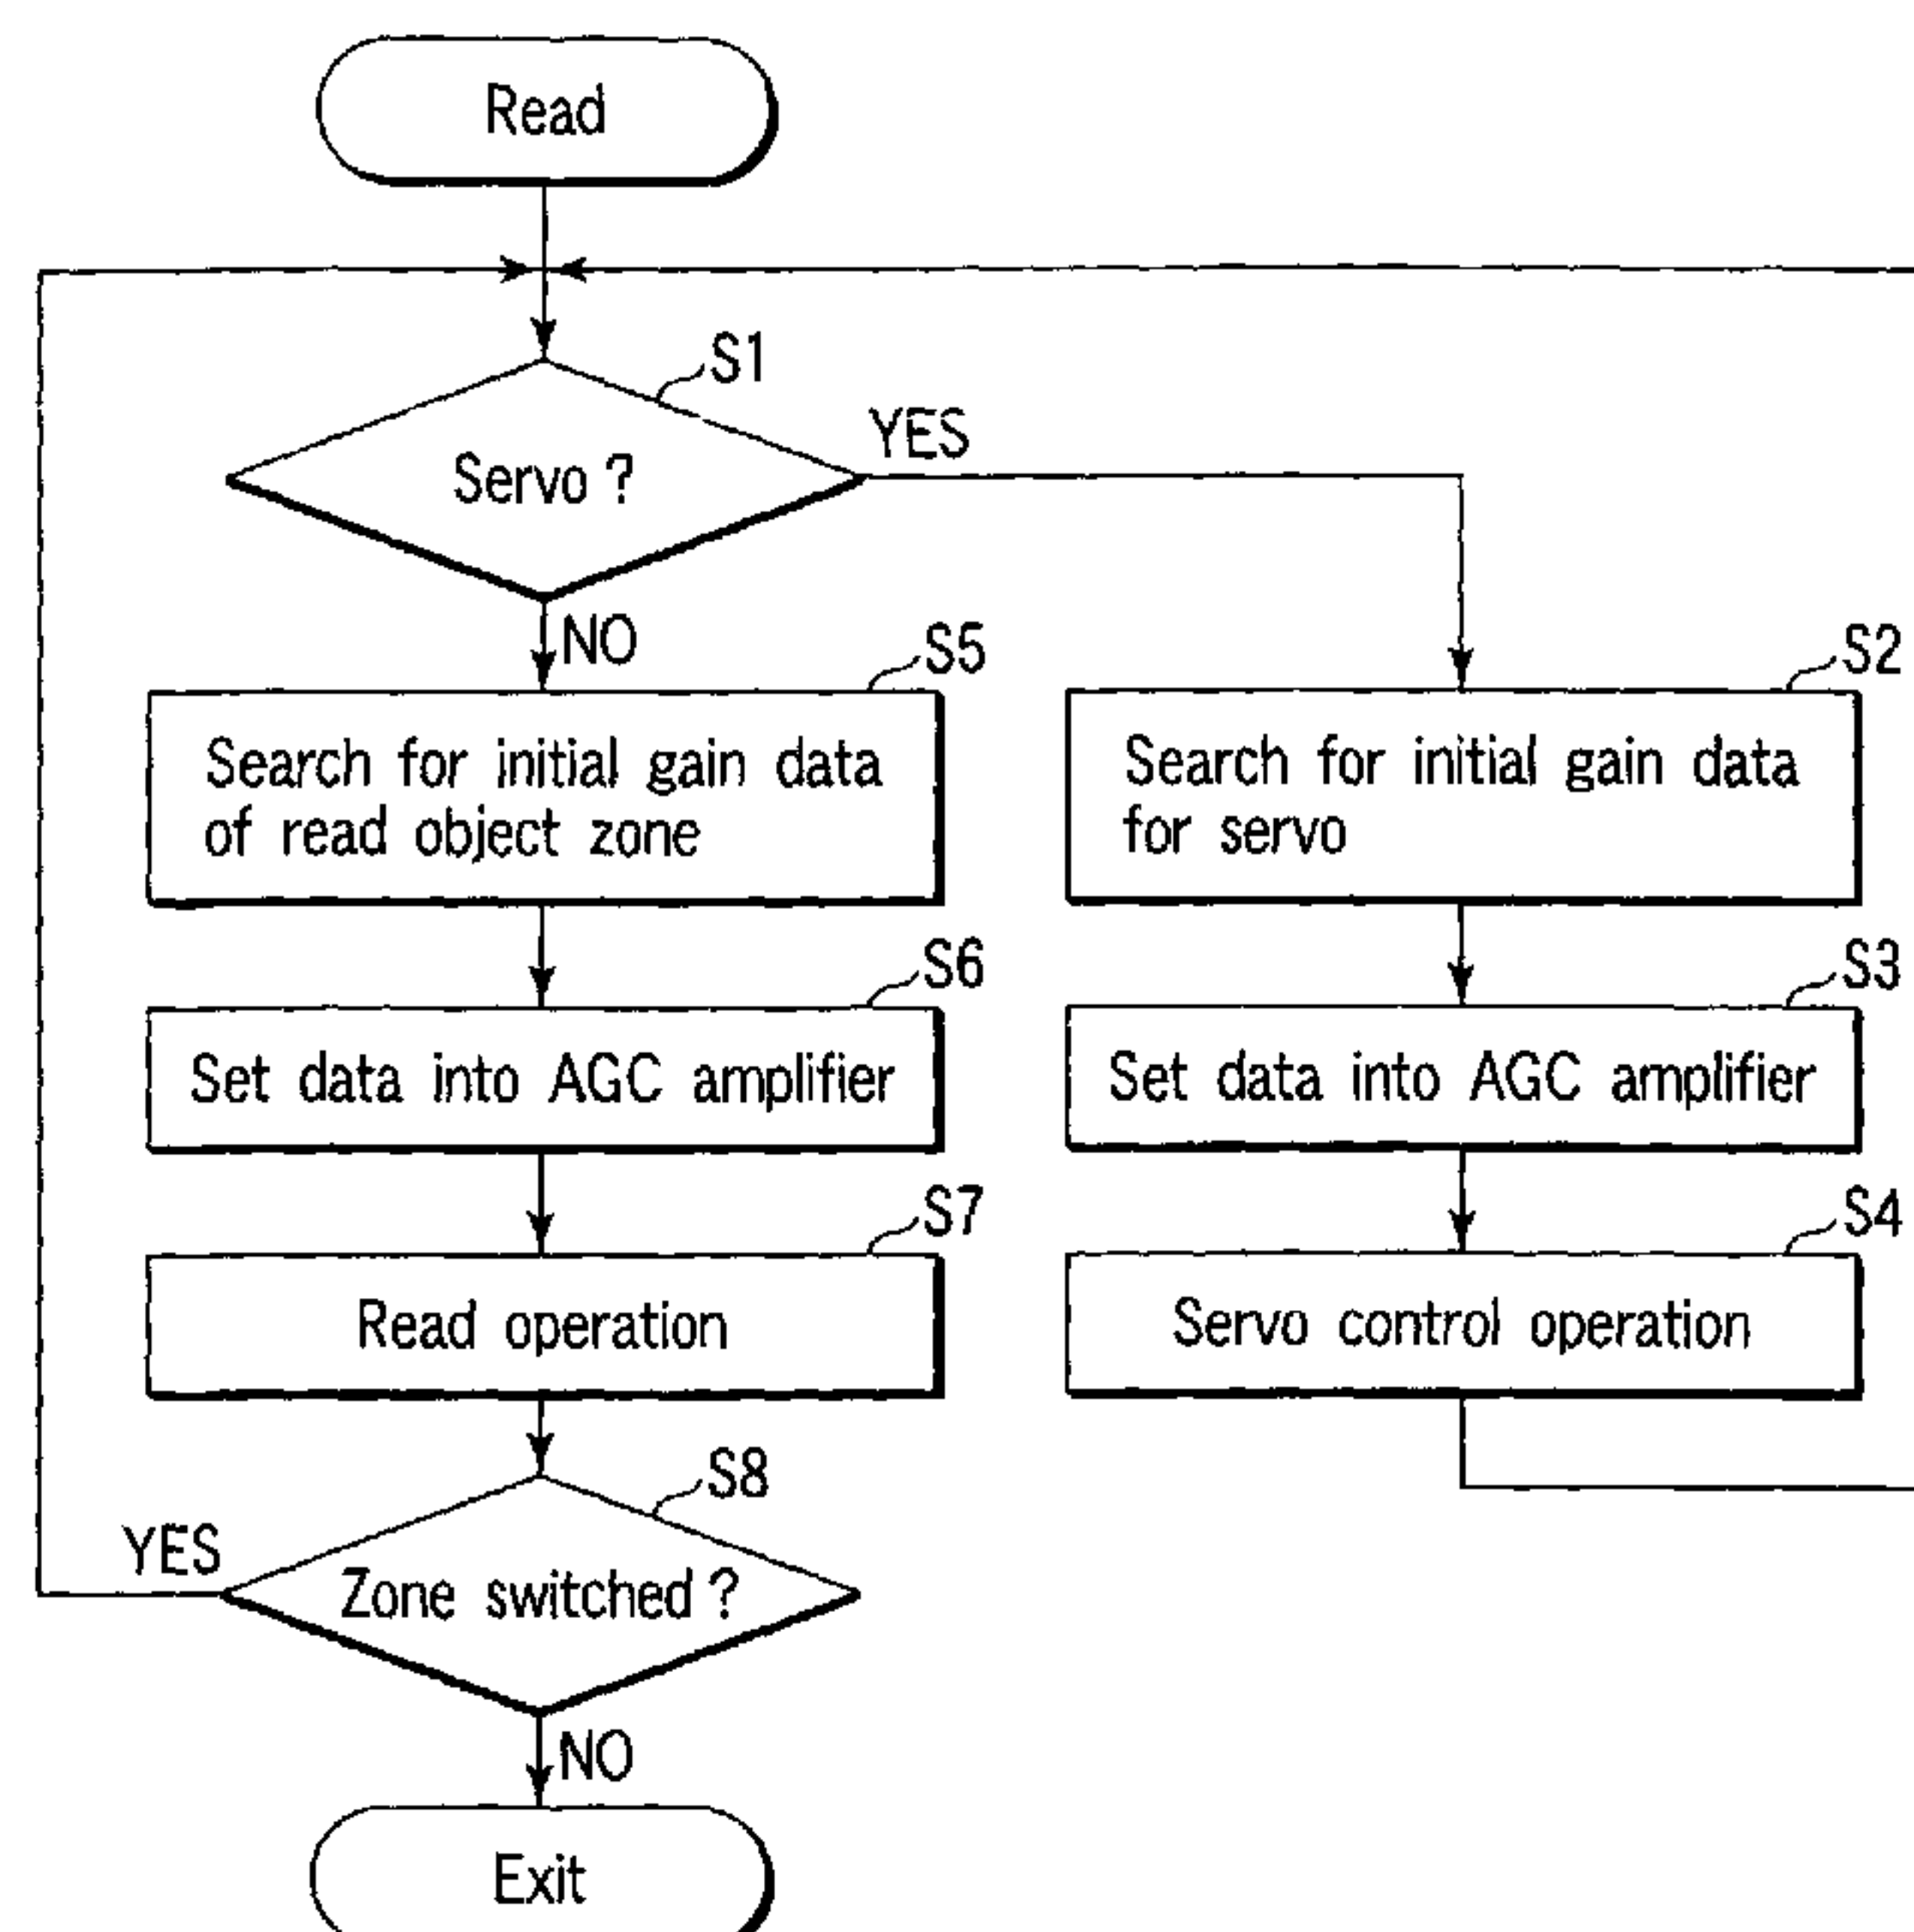 Read
S1
Servo ?
YES
NO
S5
Search for initial gain data
of read object zone
S2
Search for initial gain data
for servo
S6
Set data into AGC amplifier
S3
Set data into AGC amplifier
S7
Read operation
S4
Servo control operation
S8
Zone switched ?
YES
NO
Exit